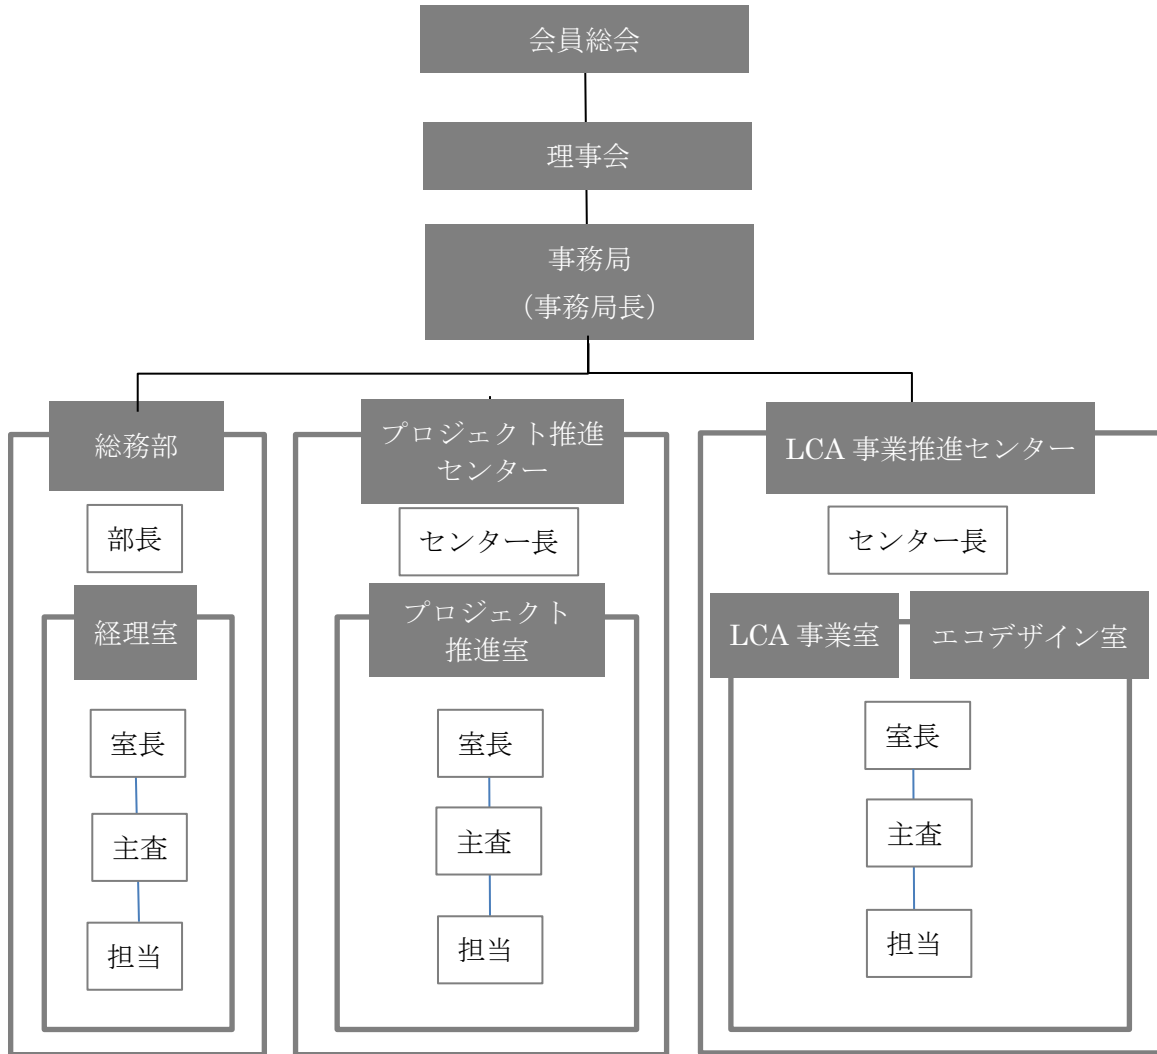 会員総会
理事会
事務局
（事務局長）
総務部
部長
経理室
室長
主査
担当
プロジェクト推進
センター
センター長
プロジェクト
推進室
室長
主査
担当
LCA 事業推進センター
センター長
LCA 事業室
エコデザイン室
室長
主査
担当